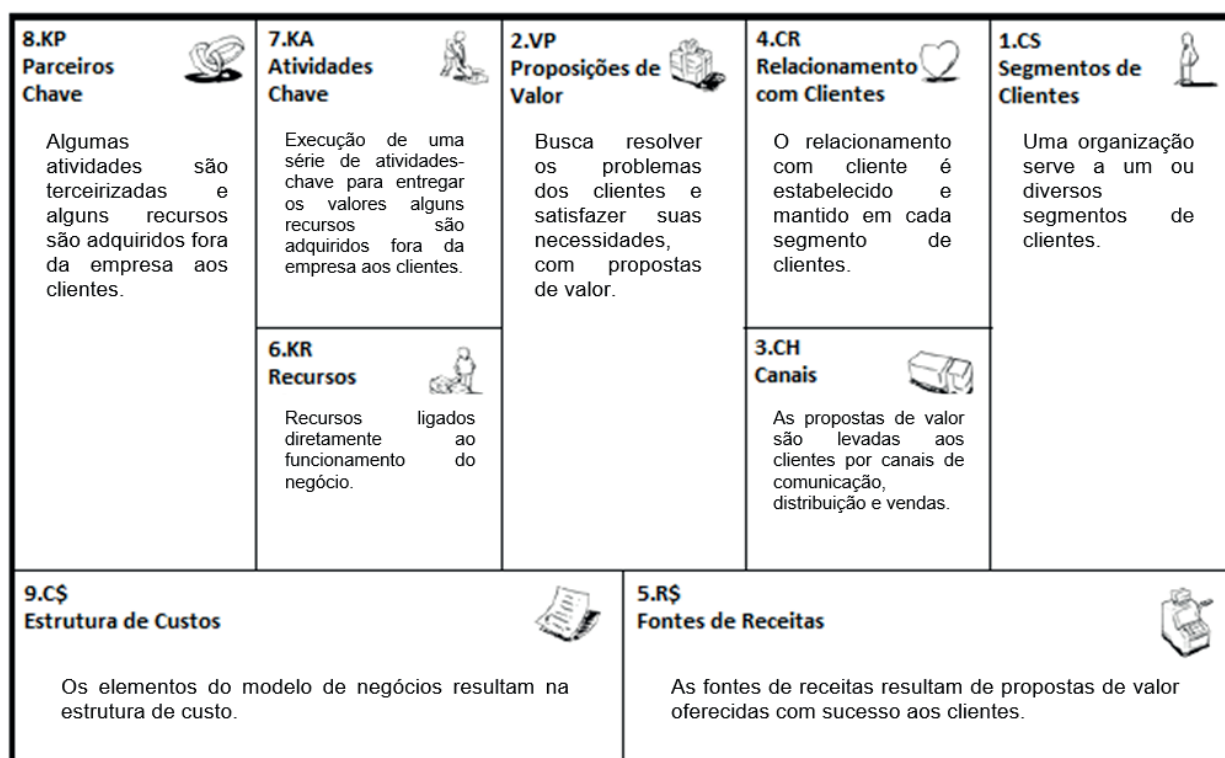 8.KP
Parceiros
Chave
Algumas
atividades são
terceirizadas e
alguns recursos
são adquiridos fora
da empresa aos
clientes.
7.KA
Atividades
Chave
Execução de uma
série de atividades-
chave para entregar
os valores alguns
recursos são
adquiridos fora da
empresa aos clientes.
6.KR
Recursos
Recursos ligados
diretamente ao
funcionamento do
negócio.
2.VP
Proposições de
Valor
Busca resolver
os problemas
dos clientes e
satisfazer suas
necessidades,
com propostas
de valor.
4.CR
Relacionamento
com Clientes
O relacionamento
com cliente é
estabelecido e
mantido em cada
segmento de
clientes.
3.CH
Canais
As propostas de valor
são levadas aos
clientes por canais de
comunicação,
distribuição e vendas.
1.CS
Segmentos de
Clientes
Uma organização
serve a um ou
diversos
segmentos de
clientes.
9.C$
Estrutura de Custos
Os elementos do modelo de negócios resultam na
estrutura de custo.
5.R$
Fontes de Receitas
As fontes de receitas resultam de propostas de valor
oferecidas com sucesso aos clientes.